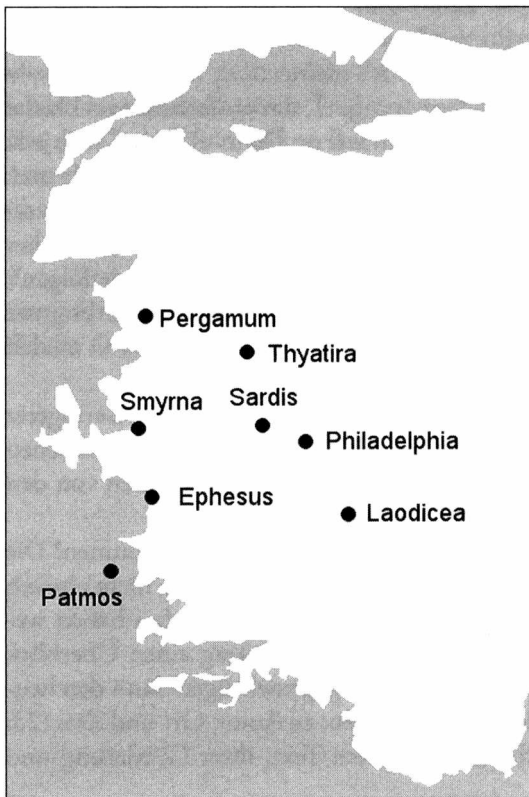 Pergamum
Thyatira
Smyrna
Sardis
Philadelphia
Ephesus
Laodicea
Patmos